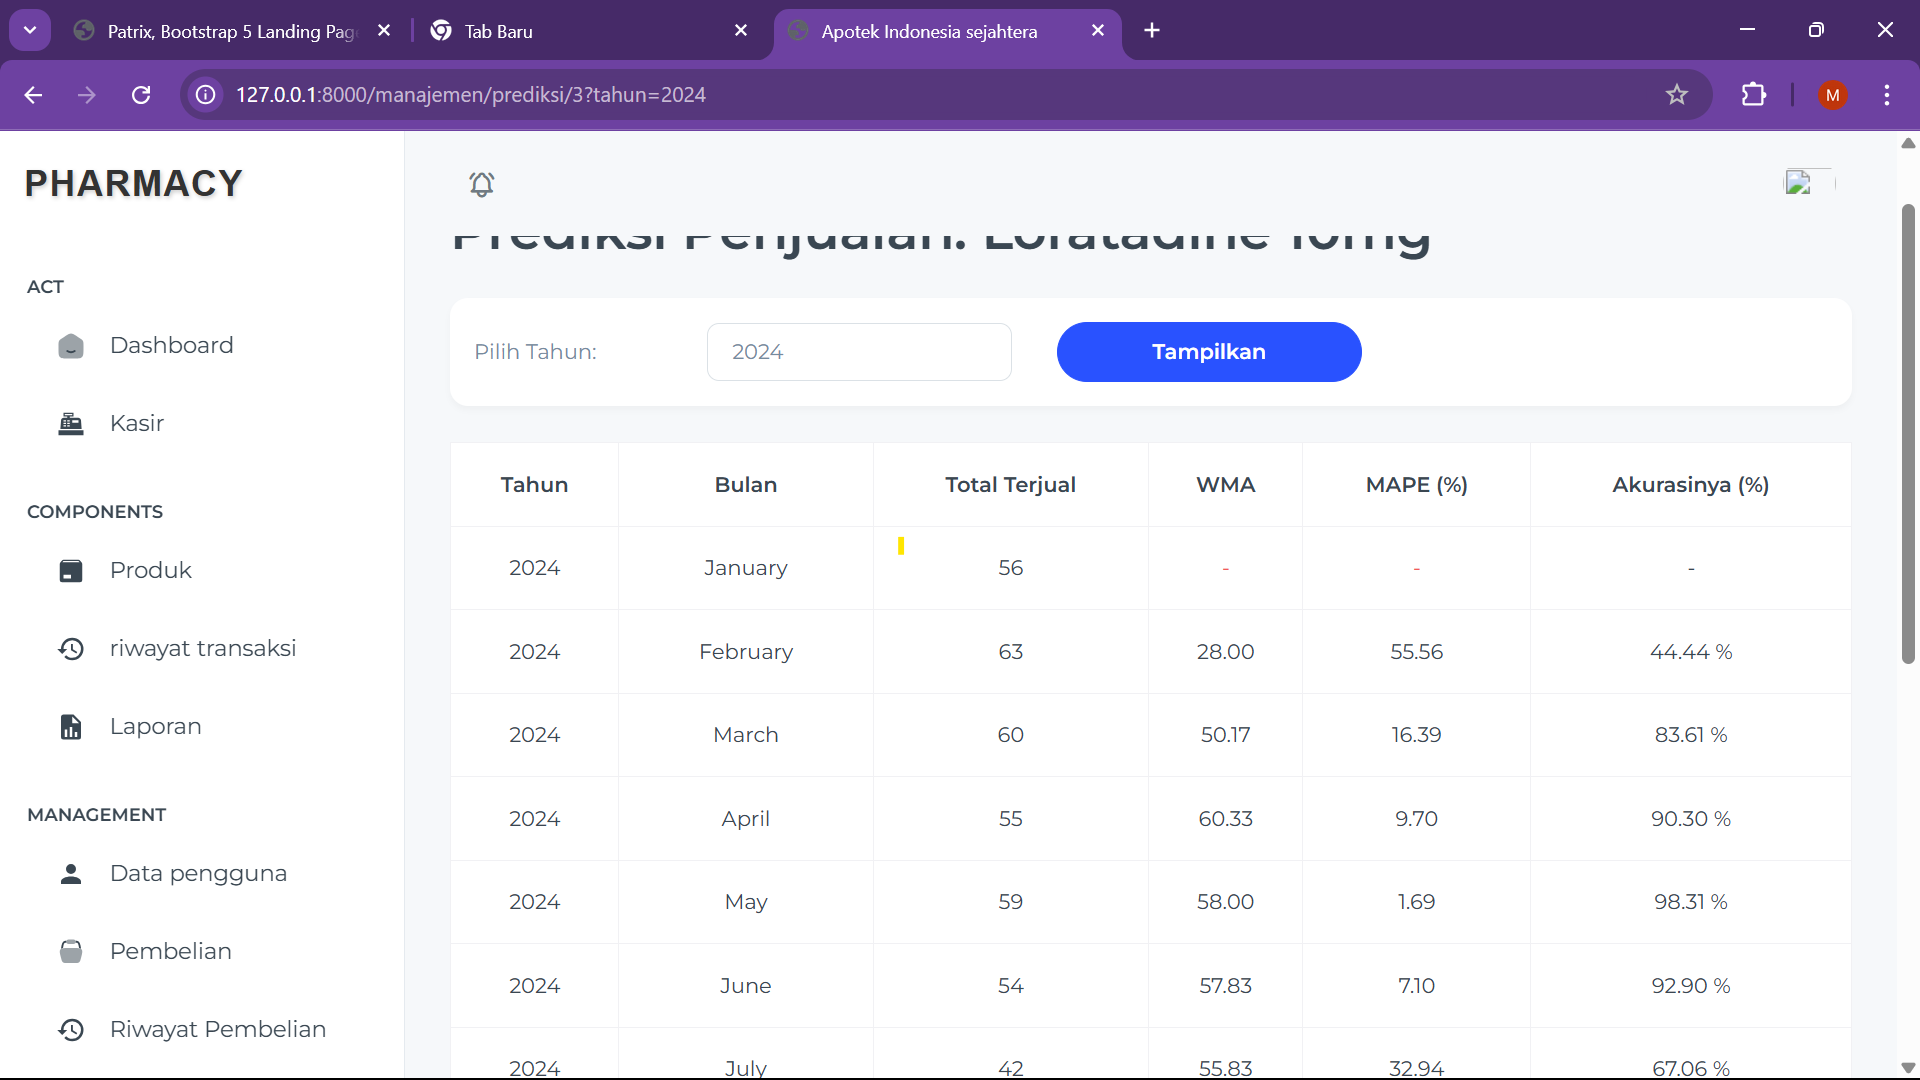 Patrix, Bootstrap 5 Landing Pag
Tab Baru
Apotek Indonesia sejahtera
127.0.0.1:8000/manajemen/prediksi/3?tahun=2024
M
PHARMACY
ACT
Dashboard
Kasir
COMPONENTS
Produk
riwayat transaksi
Laporan
MANAGEMENT
Data pengguna
Pembelian
Riwayat Pembelian
Prediksi Penjualan: Loratadine 10mg
Pilih Tahun: 2024 Tampilkan
Tahun Bulan Total Terjual WMA MAPE (%) Akurasinya (%)
2024 January 56 - - -
2024 February 63 28.00 55.56 44.44 %
2024 March 60 50.17 16.39 83.61 %
2024 April 55 60.33 9.70 90.30 %
2024 May 59 58.00 1.69 98.31 %
2024 June 54 57.83 7.10 92.90 %
2024 July 42 55.83 32.94 67.06 %